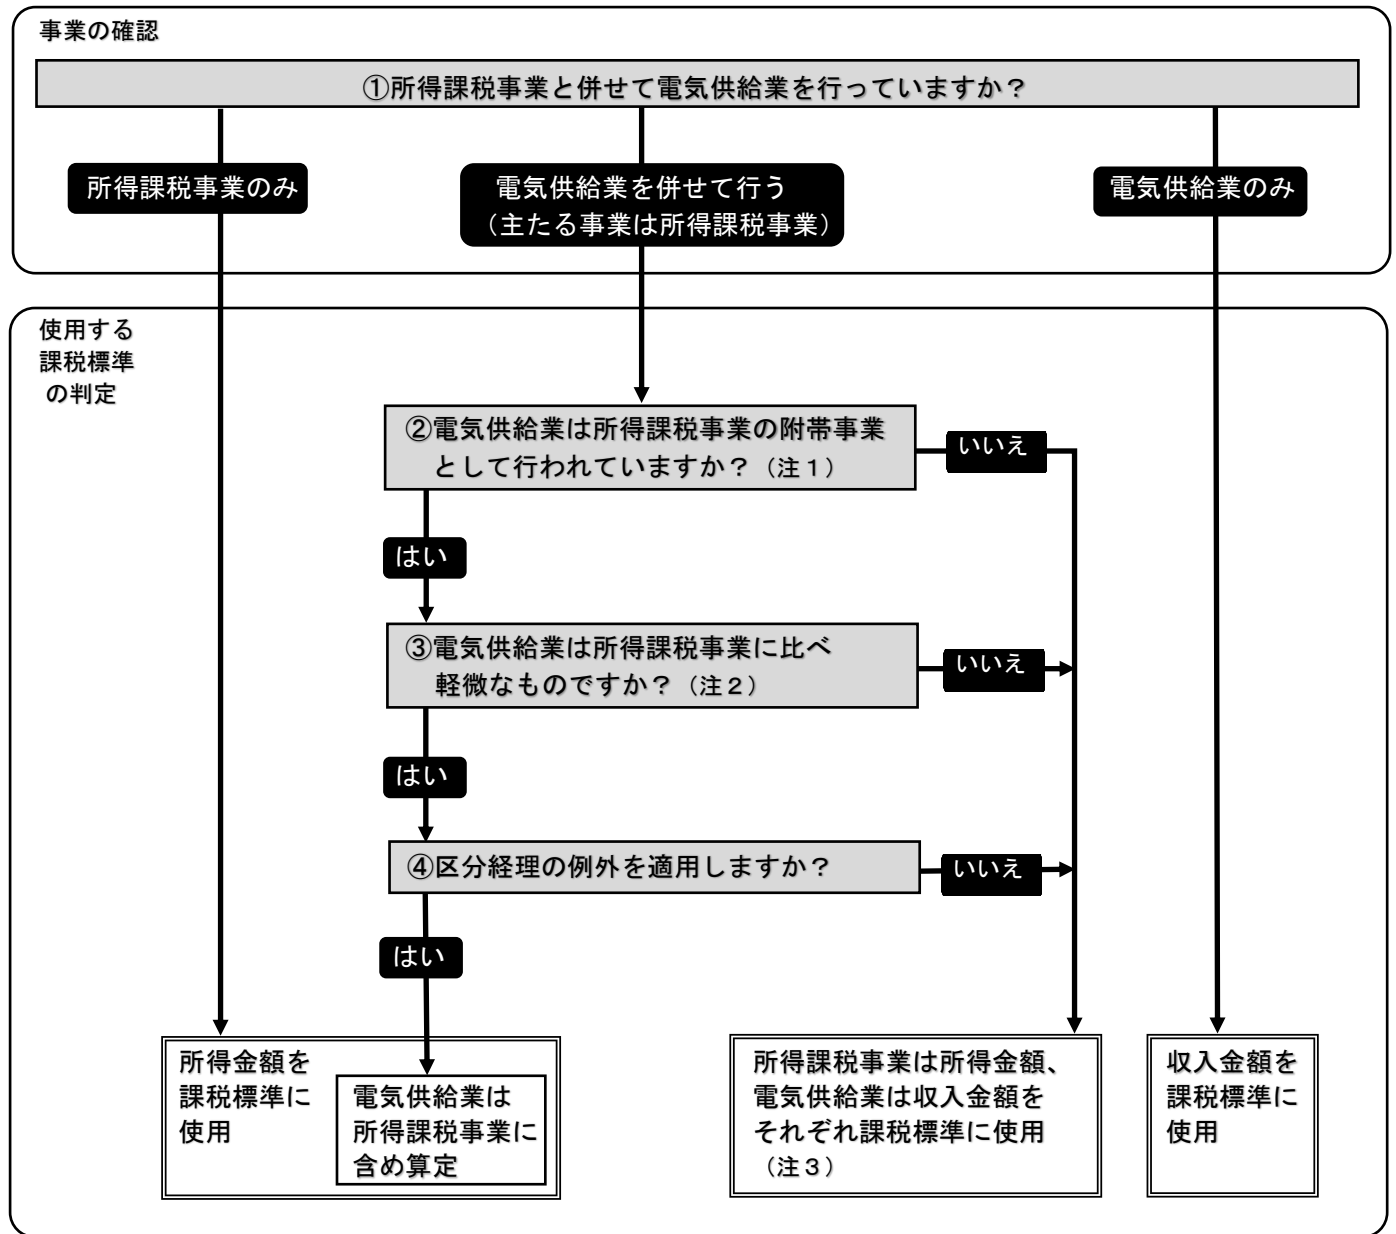 事業の確認
①所得課税事業と併せて電気供給業を行っていますか？
所得課税事業のみ
電気供給業を併せて行う
（主たる事業は所得課税事業）
電気供給業のみ
使用する
課税標準
の判定
②電気供給業は所得課税事業の附帯事業
として行われていますか？（注１）
いいえ
はい
③電気供給業は所得課税事業に比べ
軽微なものですか？（注２）
いいえ
はい
④区分経理の例外を適用しますか？
いいえ
はい
所得金額を
課税標準に
使用
電気供給業は
所得課税事業に
含め算定
所得課税事業は所得金額、
電気供給業は収入金額を
それぞれ課税標準に使用
（注３）
収入金額を
課税標準に
使用